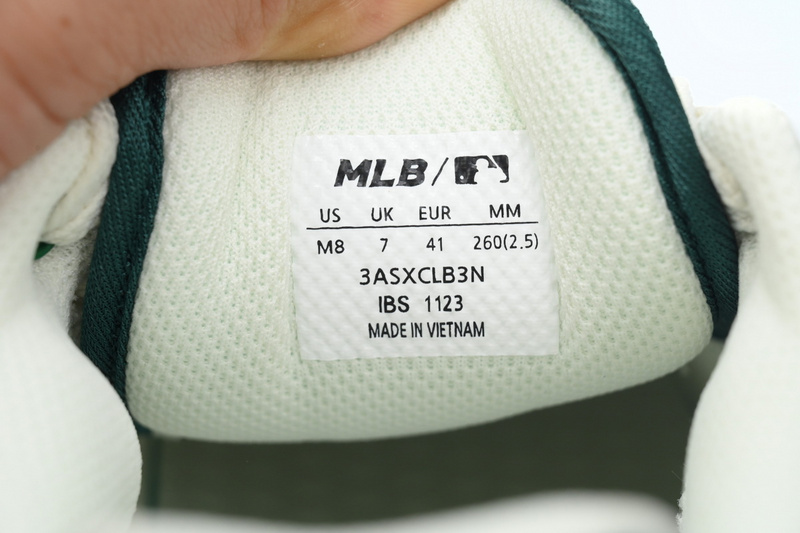 MLB/
US UK EUR MM
M8 7 41 260(2.5)
3ASXCLB3N
IBS 1123
MADE IN VIETNAM